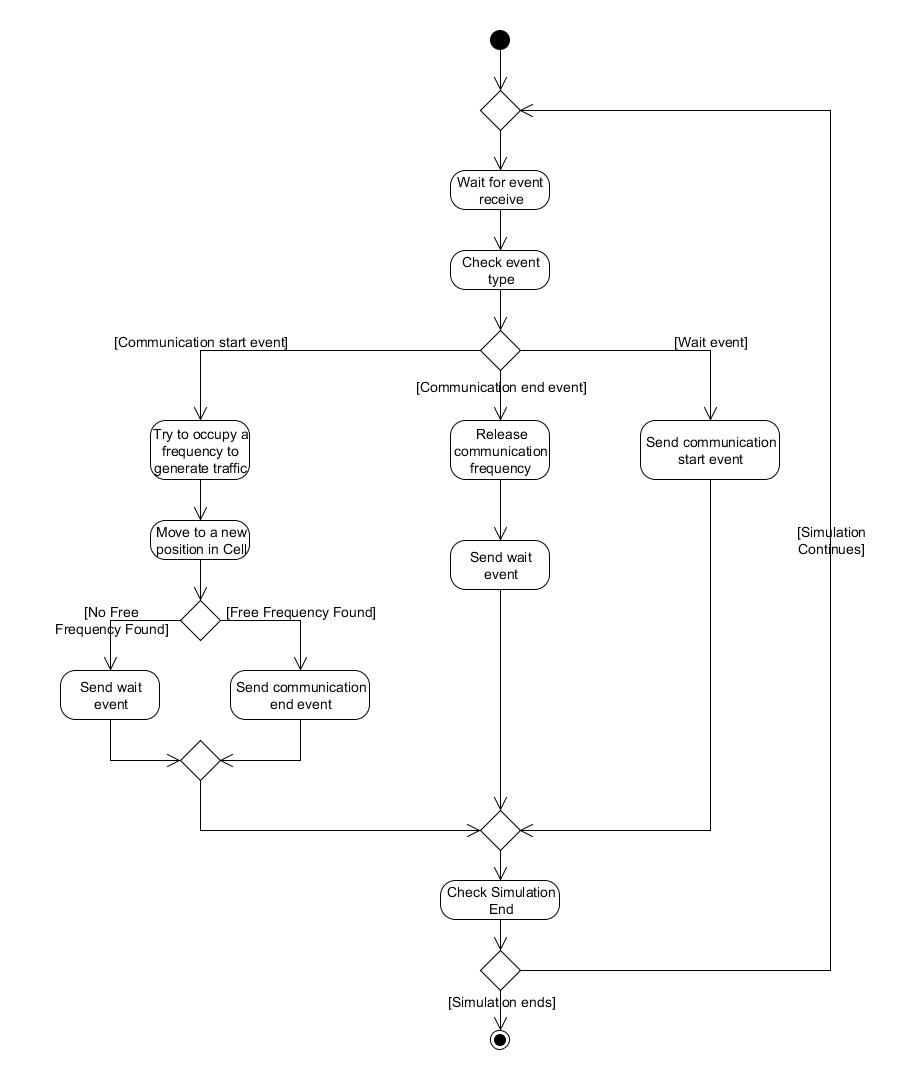 Wait for event
receive
Check event
type
[Communication start event]
[Wait event]
[Communication end event]
Try to occupy a
frequency to
generate traffic
Release
communication
frequency
Send communication
start event
Move to a new
position in Cell
[Simulation
Continues]
Send wait
event
[No Free
Frequency Found]
[Free Frequency Found]
Send wait
event
Send communication
end event
Check Simulation
End
[Simulation ends]